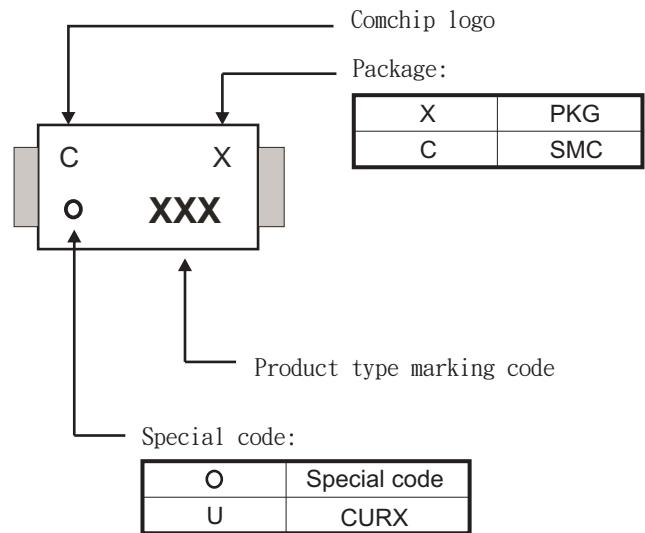 Comchip logo
Package:
X PKG
C SMC
C X
O XXX
Product type marking code
Special code:
O Special code
U CURX